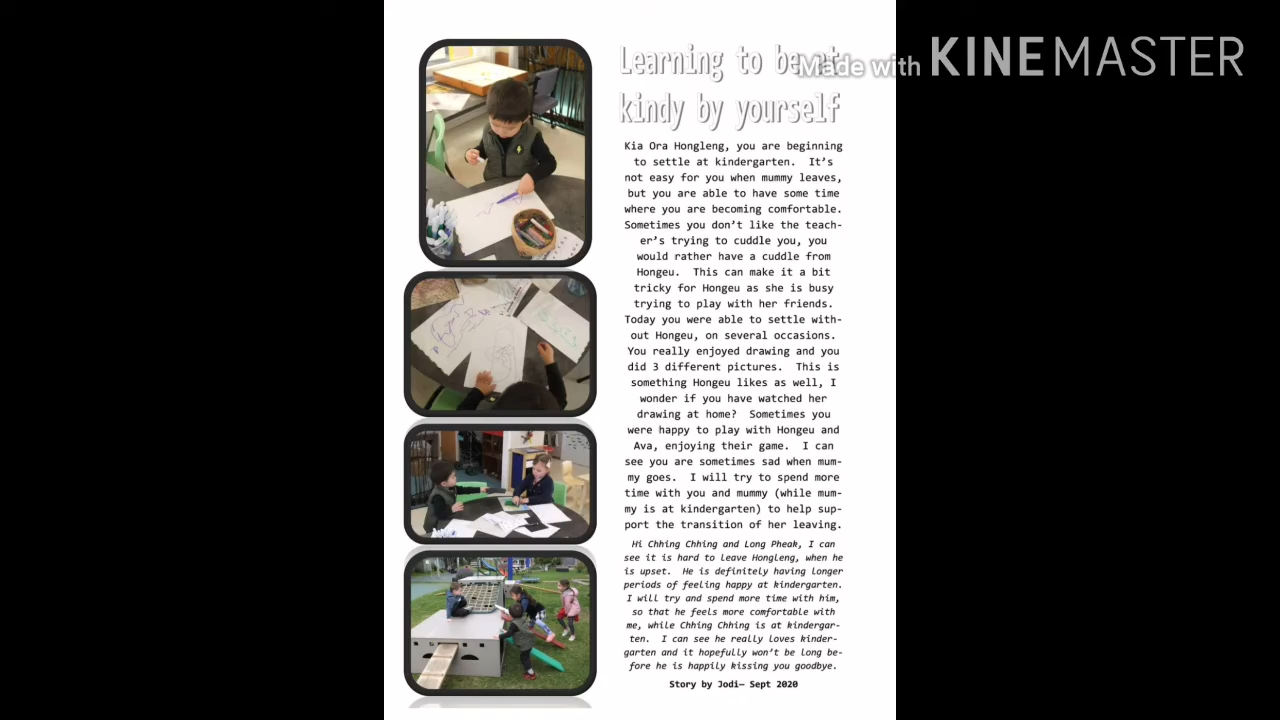 Learning to be at
kindy by yourself
Made with KINEMASTER
Kia Ora Hongleng, you are beginning
to settle at kindergarten. It's
not easy for you when mummy leaves,
but you are able to have some time
where you are becoming comfortable.
Sometimes you don't like the teach-
er's trying to cuddle you, you
would rather have a cuddle from
Hongeu. This can make it a bit
tricky for Hongeu as she is busy
trying to play with her friends.
Today you were able to settle with-
out Hongeu, on several occasions.
You really enjoyed drawing and you
did 3 different pictures. This is
something Hongeu likes as well, I
wonder if you have watched her
drawing at home? Sometimes you
were happy to play with Hongeu and
Ava, enjoying their game. I can
see you are sometimes sad when mum-
my goes. I will try to spend more
time with you and mummy (while mum-
my is at kindergarten) to help sup-
port the transition of her leaving.
Hi Chhing Chhing and Long Pheak, I can
see it is hard to leave Hongleng, when he
is upset. He is definitely having longer
periods of feeling happy at kindergarten.
I will try and spend more time with him,
so that he feels more comfortable with
me, while Chhing Chhing is at kindergar-
ten. I can see he really loves kinder-
garten and it hopefully won't be long be-
fore he is happily kissing you goodbye.
Story by Jodi– Sept 2020